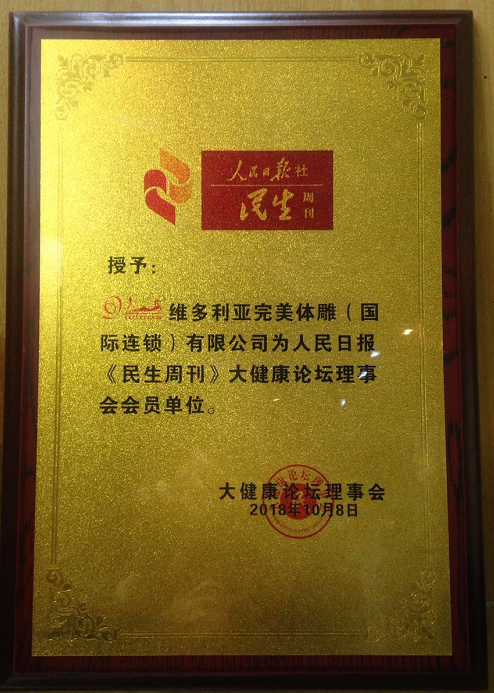 人民日报社
民生周刊
授予：
维多利亚完美体雕（国
际连锁）有限公司为人民日报
《民生周刊》大健康论坛理事
会会员单位。
大健康论坛理事会
2018年10月8日